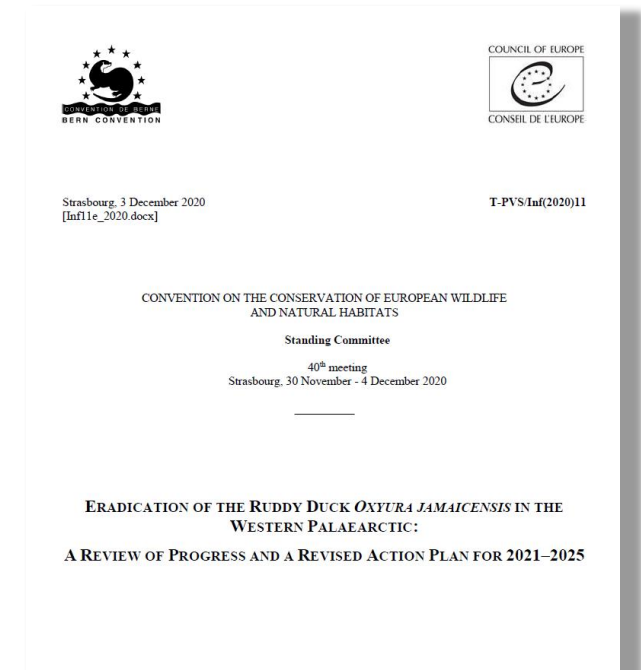 CONVENTION DE BERNE
BERN CONVENTION
COUNCIL OF EUROPE
CONSEIL DE L'EUROPE
Strasbourg, 3 December 2020
[Inf11e_2020.docx]
T-PVS/Inf(2020)11
CONVENTION ON THE CONSERVATION OF EUROPEAN WILDLIFE
AND NATURAL HABITATS
Standing Committee
40th meeting
Strasbourg, 30 November - 4 December 2020
ERADICATION OF THE RUDDY DUCK OXYURA JAMAICENSIS IN THE
WESTERN PALAEARCTIC:
A REVIEW OF PROGRESS AND A REVISED ACTION PLAN FOR 2021–2025